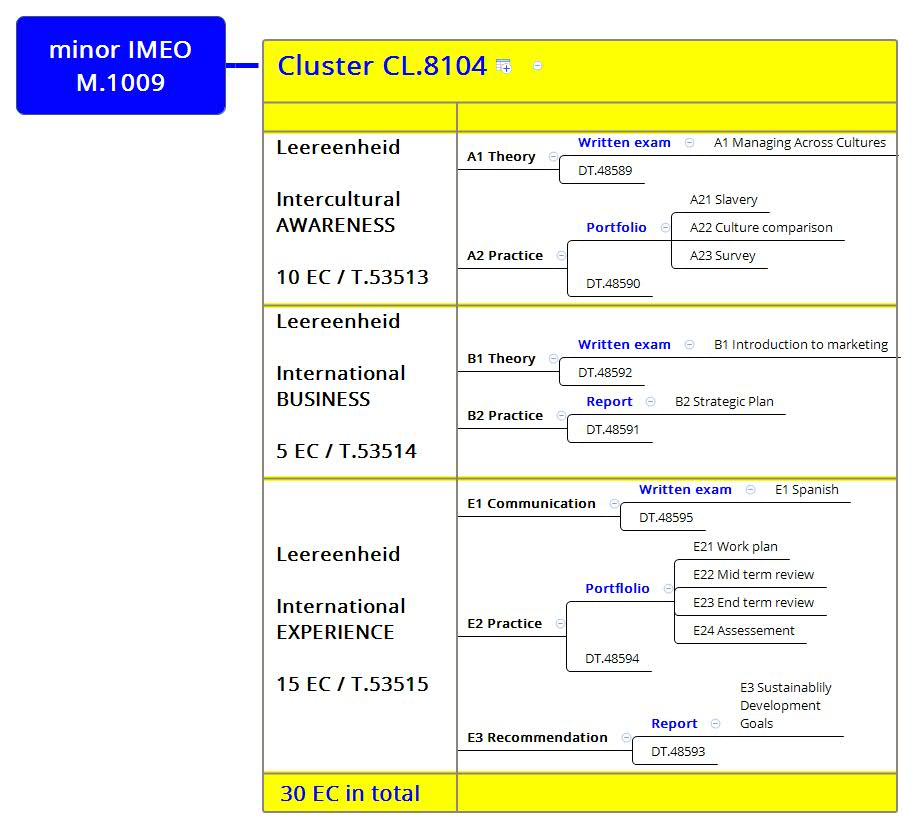 minor IMEO
M.1009
Cluster CL.8104
Leereenheid
Intercultural
AWARENESS
10 EC / T.53513
A1 Theory
Written exam
A1 Managing Across Cultures
DT.48589
A2 Practice
Portfolio
A21 Slavery
A22 Culture comparison
A23 Survey
DT.48590
Leereenheid
International
BUSINESS
5 EC / T.53514
B1 Theory
Written exam
B1 Introduction to marketing
DT.48592
B2 Practice
Report
B2 Strategic Plan
DT.48591
Leereenheid
International
EXPERIENCE
15 EC / T.53515
E1 Communication
Written exam
E1 Spanish
DT.48595
E2 Practice
Portflolio
E21 Work plan
E22 Mid term review
E23 End term review
E24 Assessement
DT.48594
E3 Recommendation
Report
E3 Sustainablily
Development
Goals
DT.48593
30 EC in total